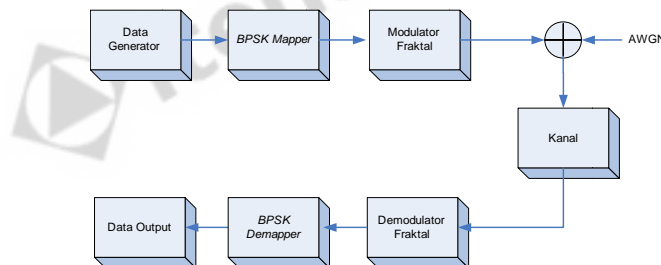 Data
Generator
BPSK Mapper
Modulator
Fraktal
AWGN
Kanal
Data Output
BPSK
Demapper
Demodulator
Fraktal